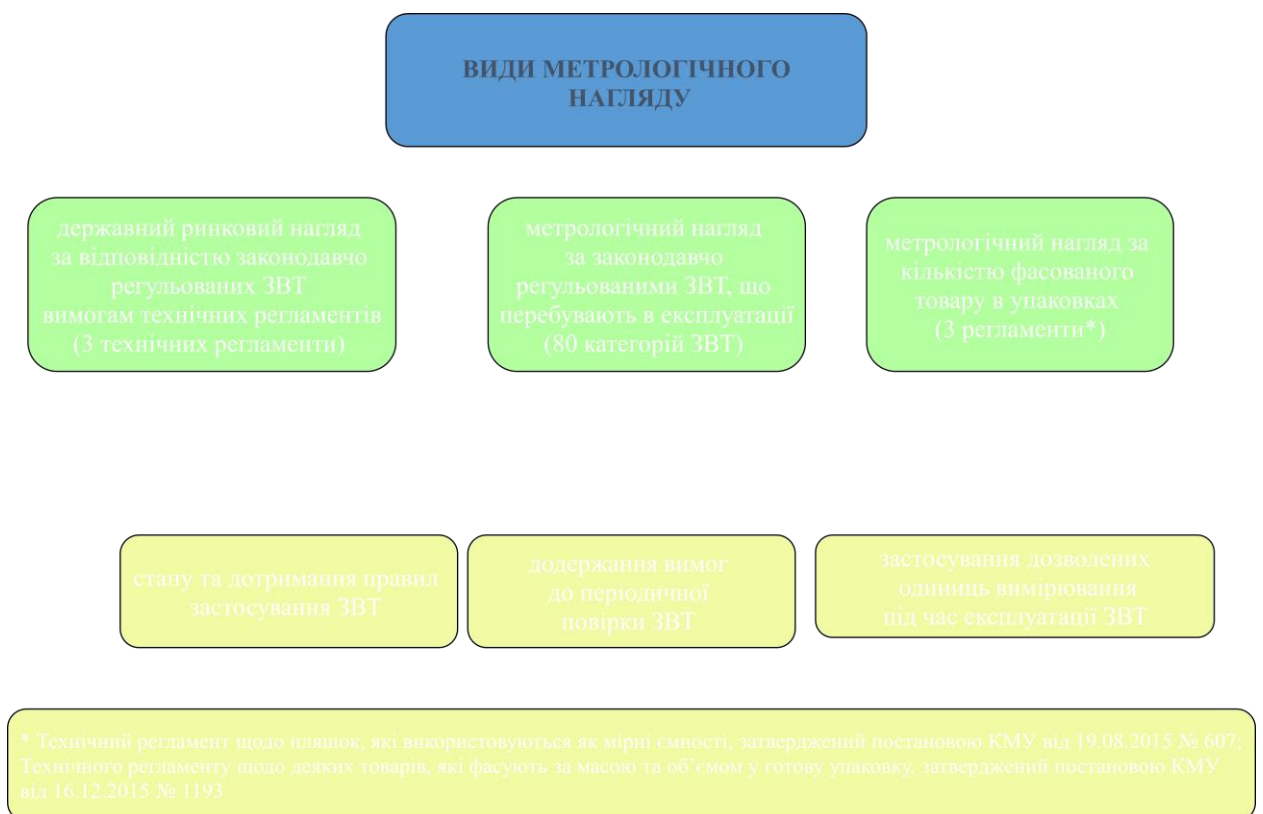 ВИДИ МЕТРОЛОГІЧНОГО
НАГЛЯДУ
державний ринковий нагляд
за відповідністю законодавчо
регульованих ЗВТ
вимогам технічних регламентів
(3 технічних регламенти)
метрологічний нагляд
за законодавчо
регульованими ЗВТ, що
перебувають в експлуатації
(80 категорій ЗВТ)
метрологічний нагляд за
кількістю фасованого
товару в упаковках
(3 регламенти*)
стану та дотримання правил
застосування ЗВТ
додержання вимог
до періодичної
повірки ЗВТ
застосування дозволених
одиниць вимірювання
під час експлуатації ЗВТ
* Технічний регламент щодо пляшок, які використовуються як мірні ємності, затверджений постановою КМУ від 19.08.2015 № 607;
Технічного регламенту щодо деяких товарів, які фасують за масою та об’ємом у готову упаковку, затверджений постановою КМУ
від 16.12.2015 № 1193